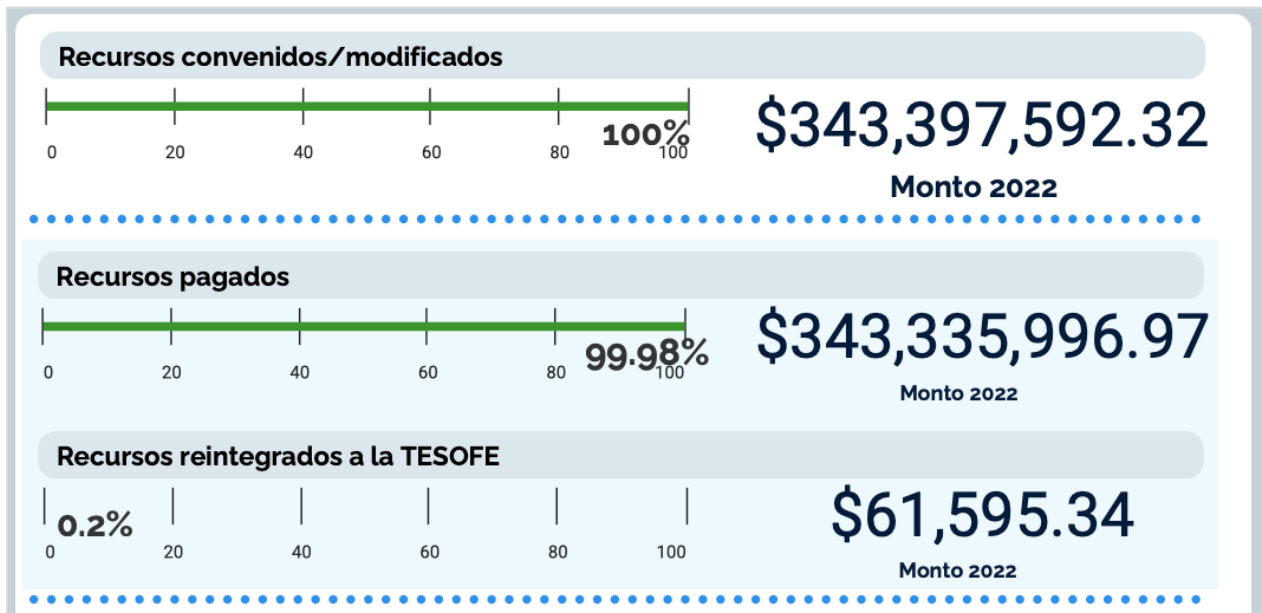 Recursos convenidos/modificados
100%
0 20 40 60 80 100
$343,397,592.32
Monto 2022
Recursos pagados
99.98%
0 20 40 60 80 100
$343,335,996.97
Monto 2022
Recursos reintegrados a la TESOFE
0.2%
0 20 40 60 80 100
$61,595.34
Monto 2022